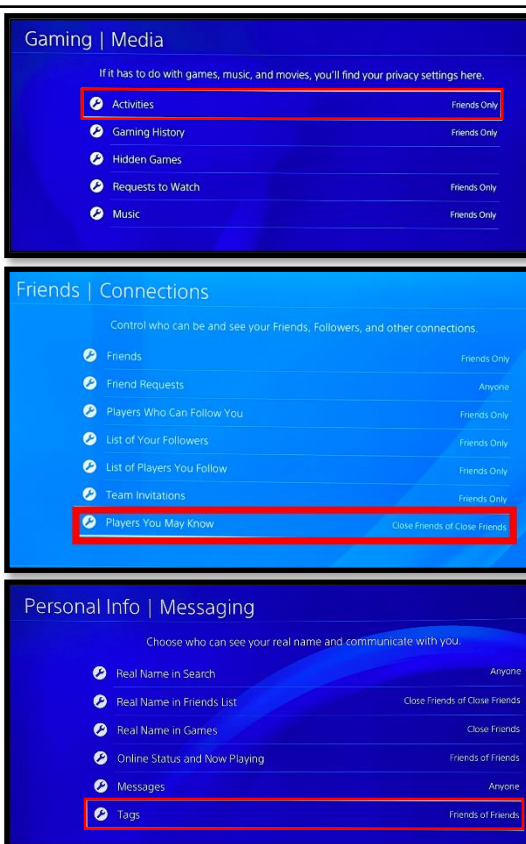 Gaming | Media
If it has to do with games, music, and movies, you'll find your privacy settings here.
Activities Friends Only
Gaming History Friends Only
Hidden Games
Requests to Watch Friends Only
Music Friends Only
Friends | Connections
Control who can be and see your Friends, Followers, and other connections.
Friends Friends Only
Friend Requests Anyone
Players Who Can Follow You Friends Only
List of Your Followers Friends Only
List of Players You Follow Friends Only
Team Invitations Friends Only
Players You May Know Close Friends of Close Friends
Personal Info | Messaging
Choose who can see your real name and communicate with you.
Real Name in Search Anyone
Real Name in Friends List Close Friends of Close Friends
Real Name in Games Close Friends
Online Status and Now Playing Friends of Friends
Messages Anyone
Tags Friends of Friends